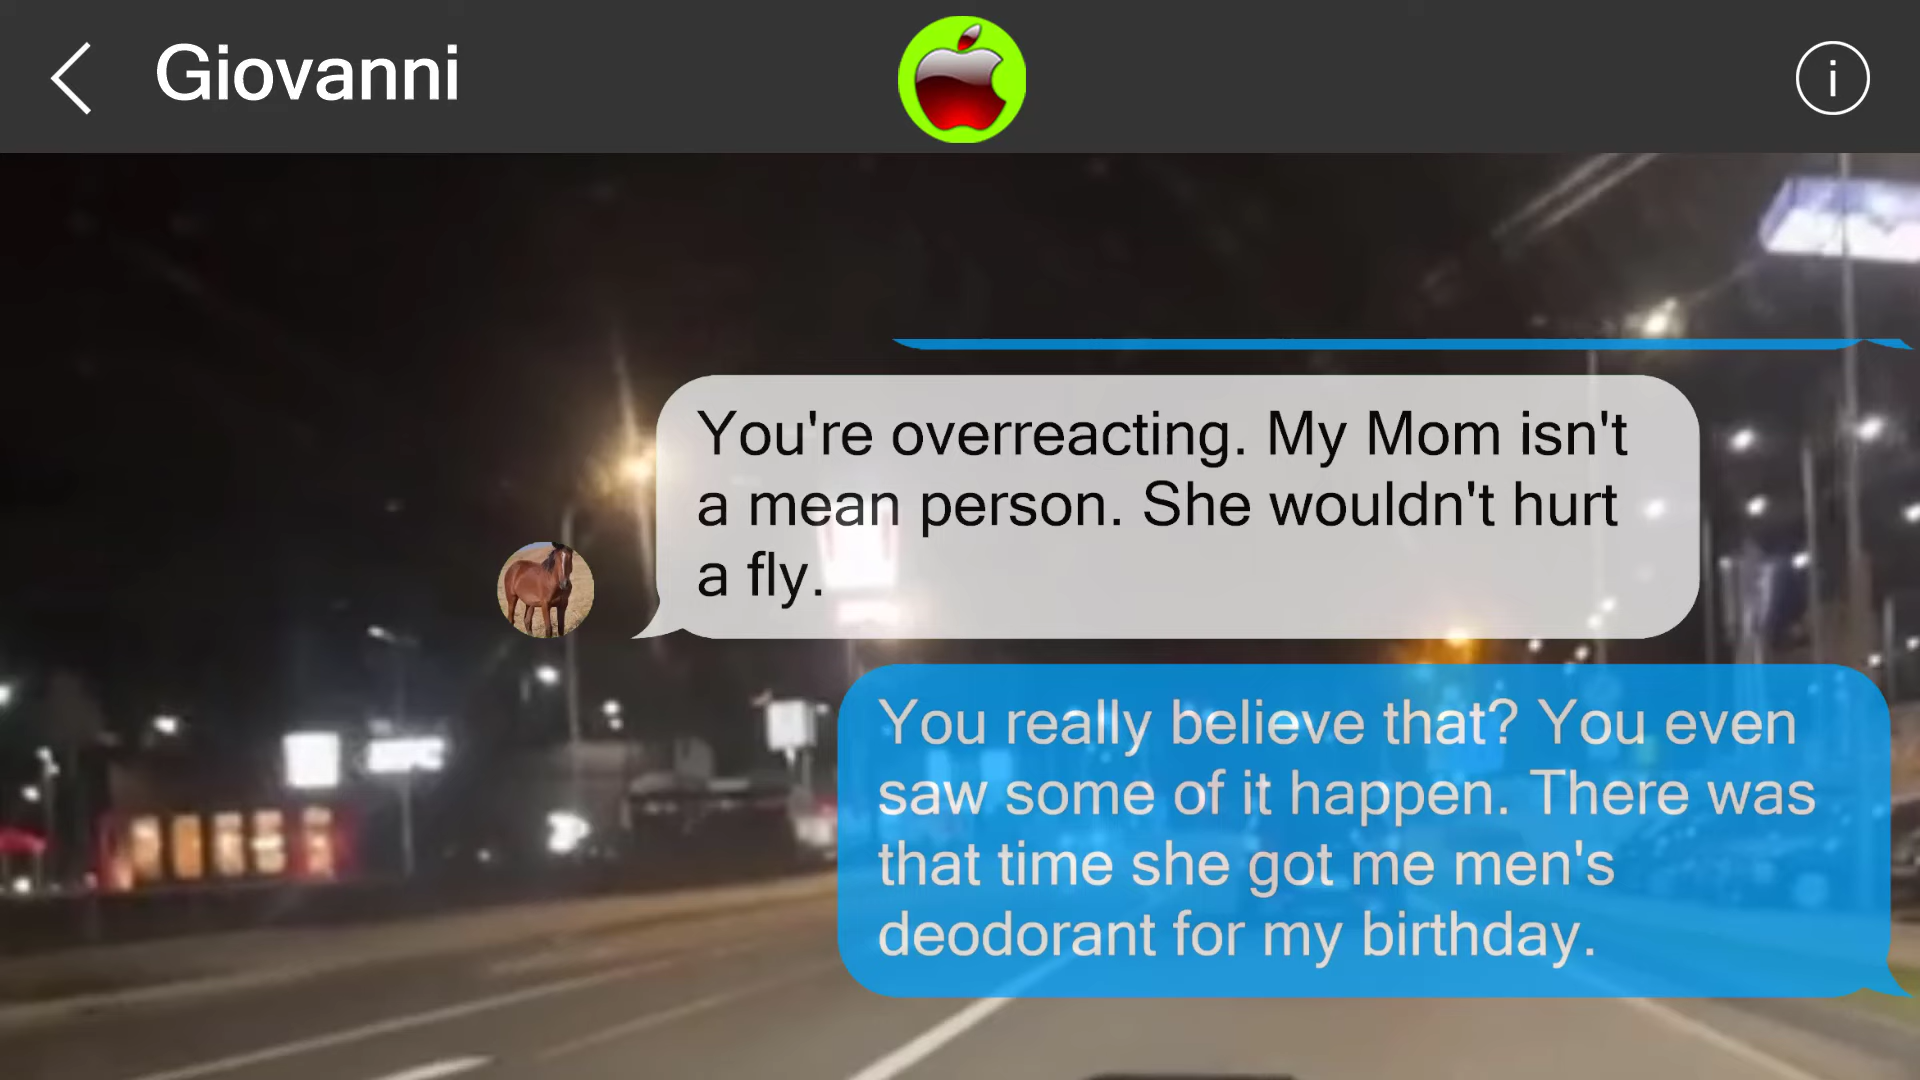 Giovanni
i
You're overreacting. My Mom isn't
a mean person. She wouldn't hurt
a fly.
You really believe that? You even
saw some of it happen. There was
that time she got me men's
deodorant for my birthday.